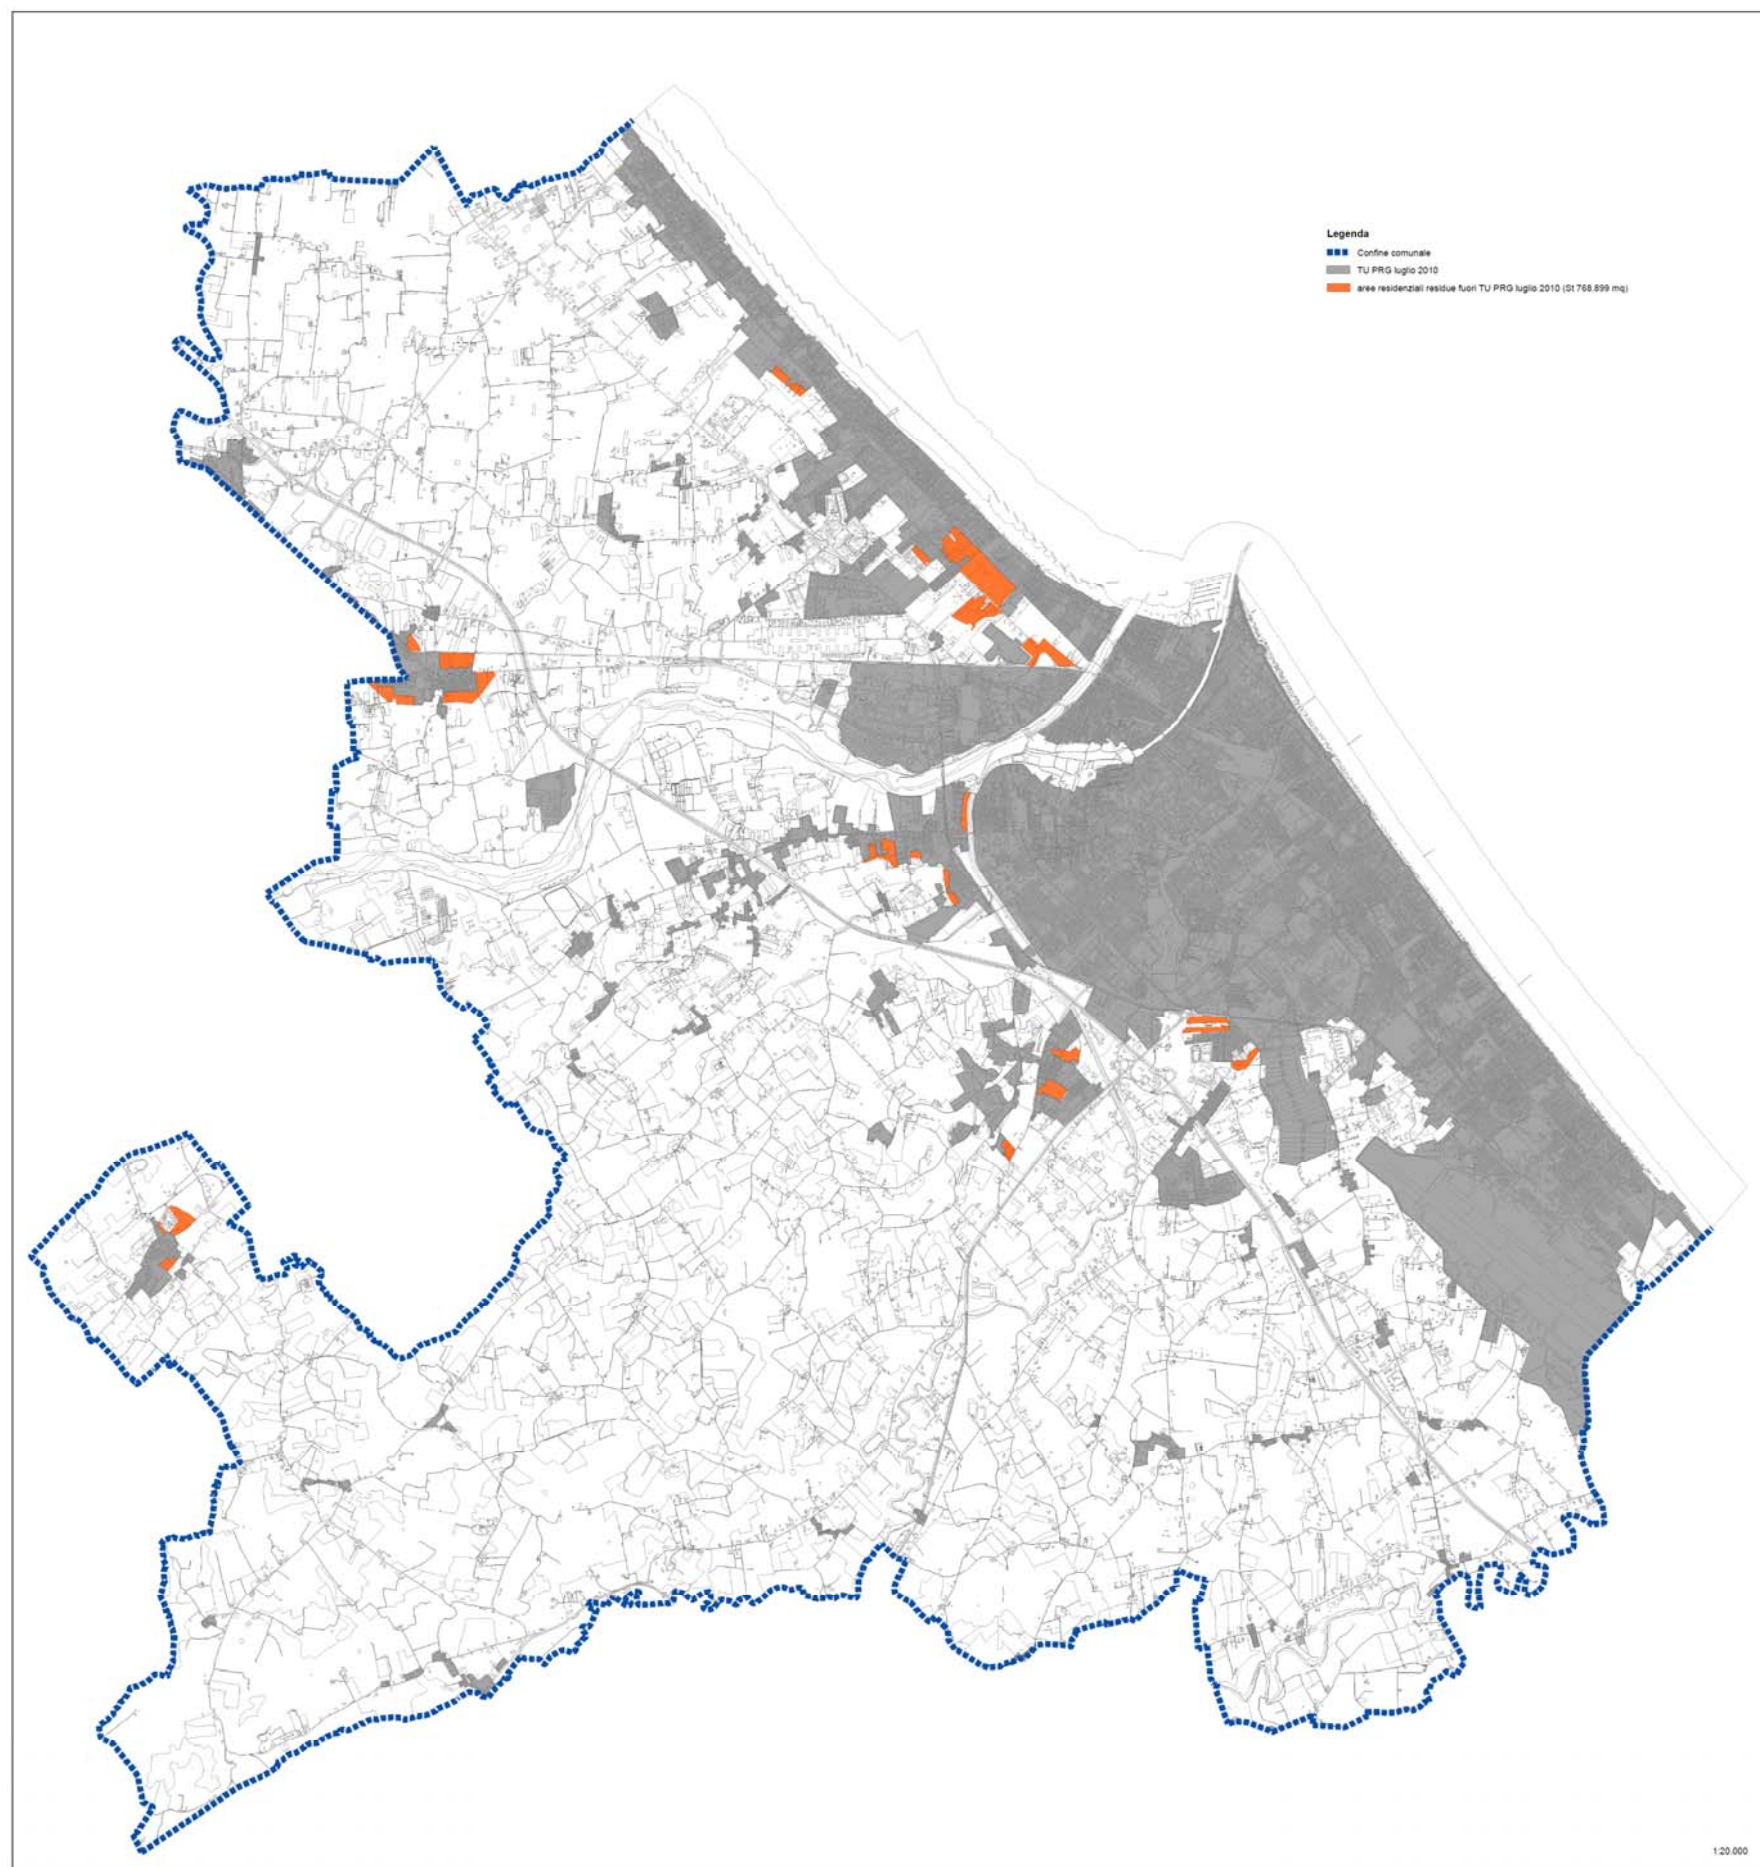 Legenda
Confine comunale
TU PRG luglio 2010
aree residenziali residue fuori TU PRG luglio 2010 (St 768.899 mq)
1:20.000